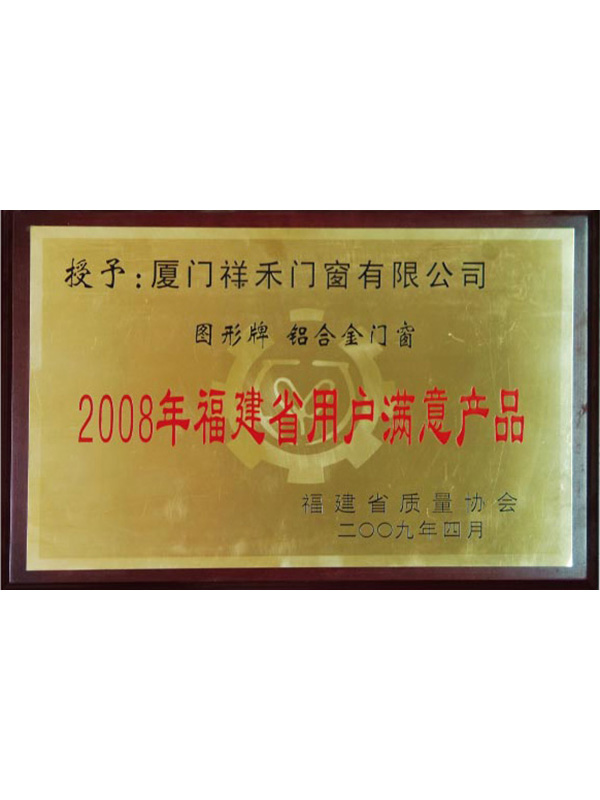 授予:厦门祥禾门窗有限公司
图形牌 铝合金门窗
2008年福建省用户满意产品
福建省质量协会
二〇〇九年四月